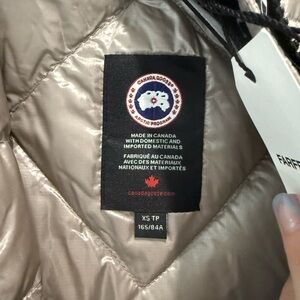 CANADA GOOSE
ARCTIC PROGRAM
MADE IN CANADA
WITH DOMESTIC AND
IMPORTED MATERIALS
FABRIQUÉ AU CANADA
AVEC DES MATERIAUX
NATIONAUX ET IMPORTÉS
canadagoose.com
XS TP
165/84A
FARFE